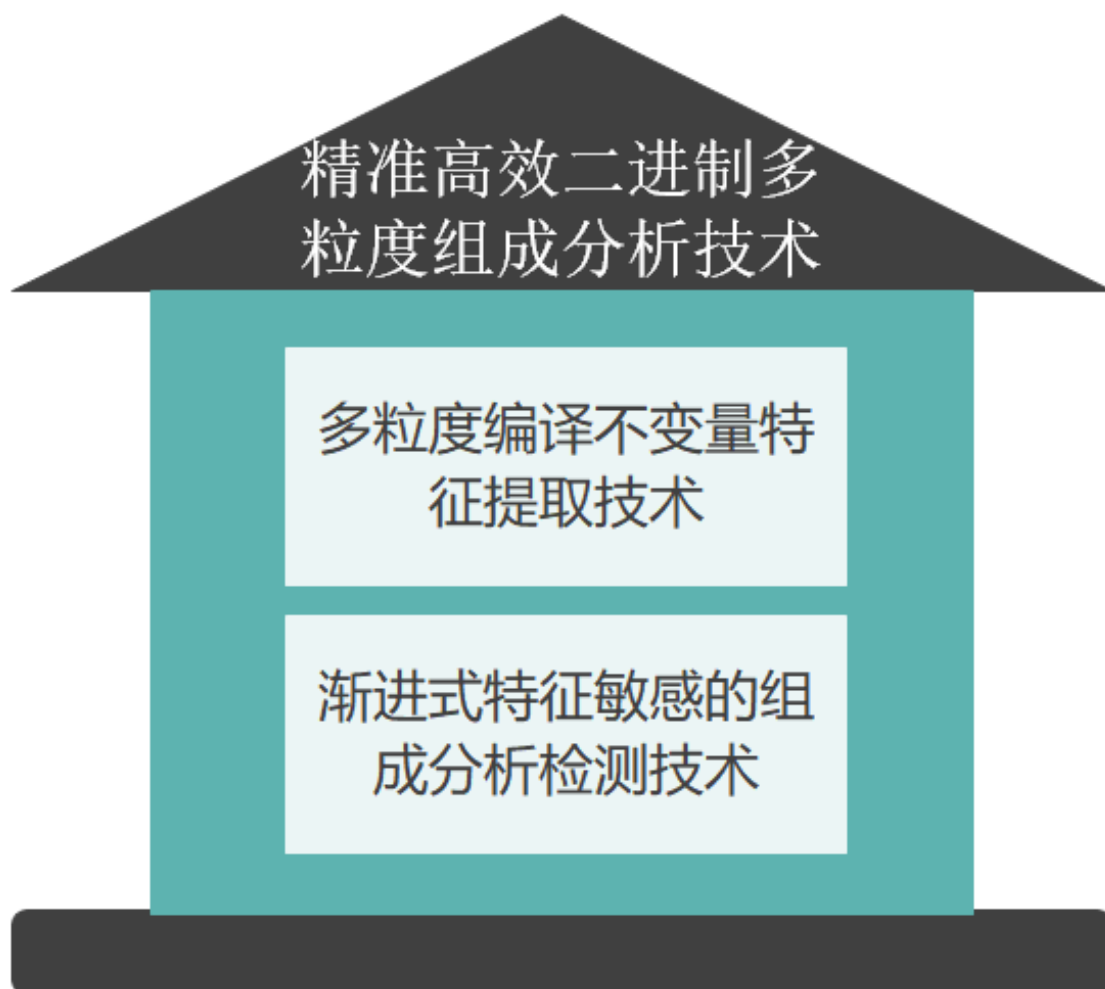 精准高效二进制多
粒度组成分析技术
多粒度编译不变量特
征提取技术
渐进式特征敏感的组
成分析检测技术